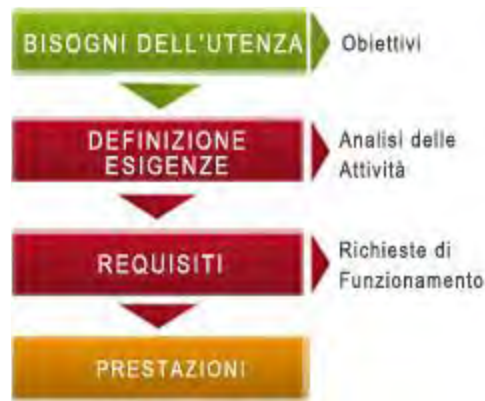 BISOGNI DELL'UTENZA
Obiettivi
DEFINIZIONE
ESIGENZE
Analisi delle
Attività
REQUISITI
Richieste di
Funzionamento
PRESTAZIONI